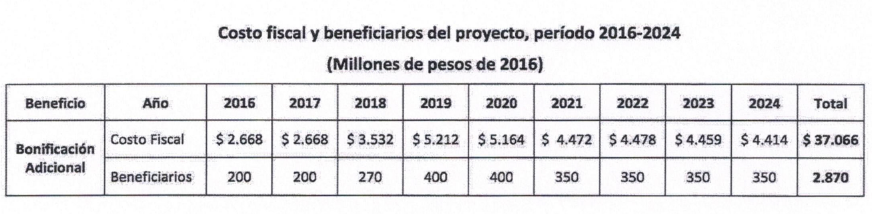 Costo fiscal y beneficiarios del proyecto, período 2016-2024
(Millones de pesos de 2016)
Beneficio Año 2016 2017 2018 2019 2020 2021 2022 2023 2024 Total
Bonificación Adicional Costo Fiscal $ 2.668 $ 2.668 $ 3.532 $ 5.212 $ 5.164 $ 4.472 $ 4.478 $ 4.459 $ 4.414 $ 37.066
Beneficiarios 200 200 270 400 400 350 350 350 350 2.870